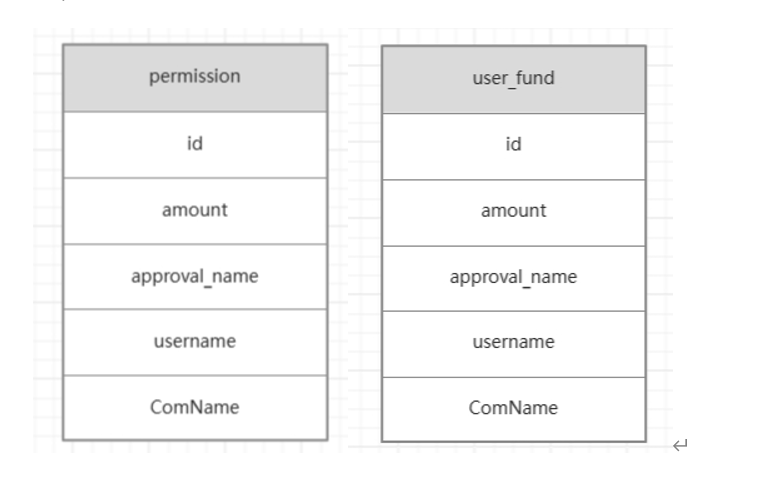 permission
id
amount
approval_name
username
ComName
user_fund
id
amount
approval_name
username
ComName